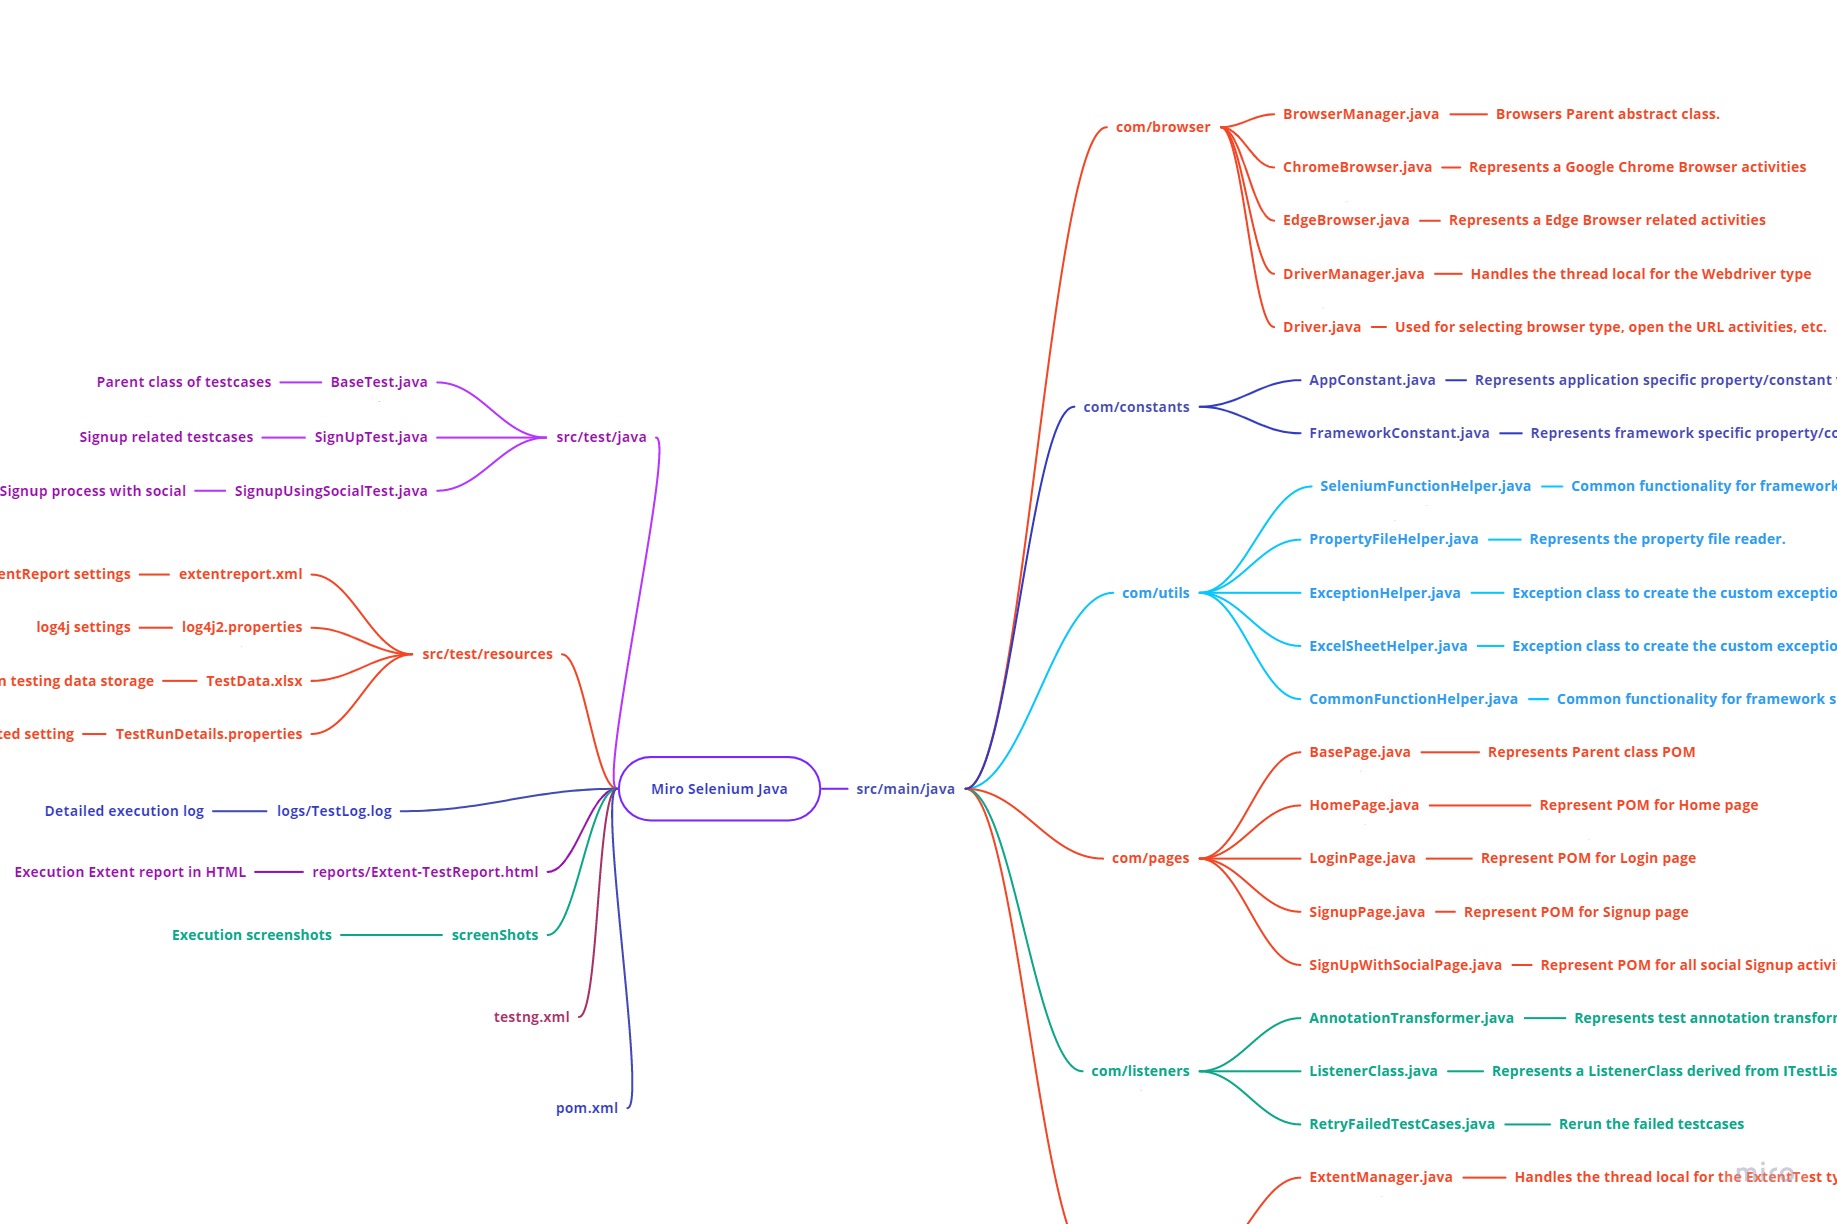 BrowserManager.java
Browsers Parent abstract class.
com/browser
ChromeBrowser.java
Represents a Google Chrome Browser activities
EdgeBrowser.java
Represents a Edge Browser related activities
DriverManager.java
Handles the thread local for the Webdriver type
Driver.java
Used for selecting browser type, open the URL activities, etc.
AppConstant.java
Represents application specific property/constant
com/constants
FrameworkConstant.java
Represents framework specific
SeleniumFunctionHelper.java
Common functionality for framework
PropertyFileHelper.java
Represents the property file reader.
com/utils
ExceptionHelper.java
Exception class to create the custom
ExcelSheetHelper.java
Exception class to create the custom
CommonFunctionHelper.java
Common functionality for framework
BasePage.java
Represents Parent class POM
HomePage.java
Represent POM for Home page
com/pages
LoginPage.java
Represent POM for Login page
SignupPage.java
Represent POM for Signup page
SignUpWithSocialPage.java
Represent POM for all social Signup
AnnotationTransformer.java
Represents test annotation
com/listeners
ListenerClass.java
Represents a ListenerClass derived from
RetryFailedTestCases.java
Rerun the failed testcases
ExtentManager.java
Handles the thread local for the ExtentTest
src/main/java
Miro Selenium Java
Parent class of testcases
BaseTest.java
Signup related testcases
SignUpTest.java
src/test/java
Signup process with social
SignupUsingSocialTest.java
settings
extentreport.xml
log4j settings
log4j2.properties
src/test/resources
testing data storage
TestData.xlsx
setting
TestRunDetails.properties
Detailed execution log
logs/TestLog.log
Execution Extent report in HTML
reports/Extent-TestReport.html
Execution screenshots
screenShots
testng.xml
pom.xml
miro